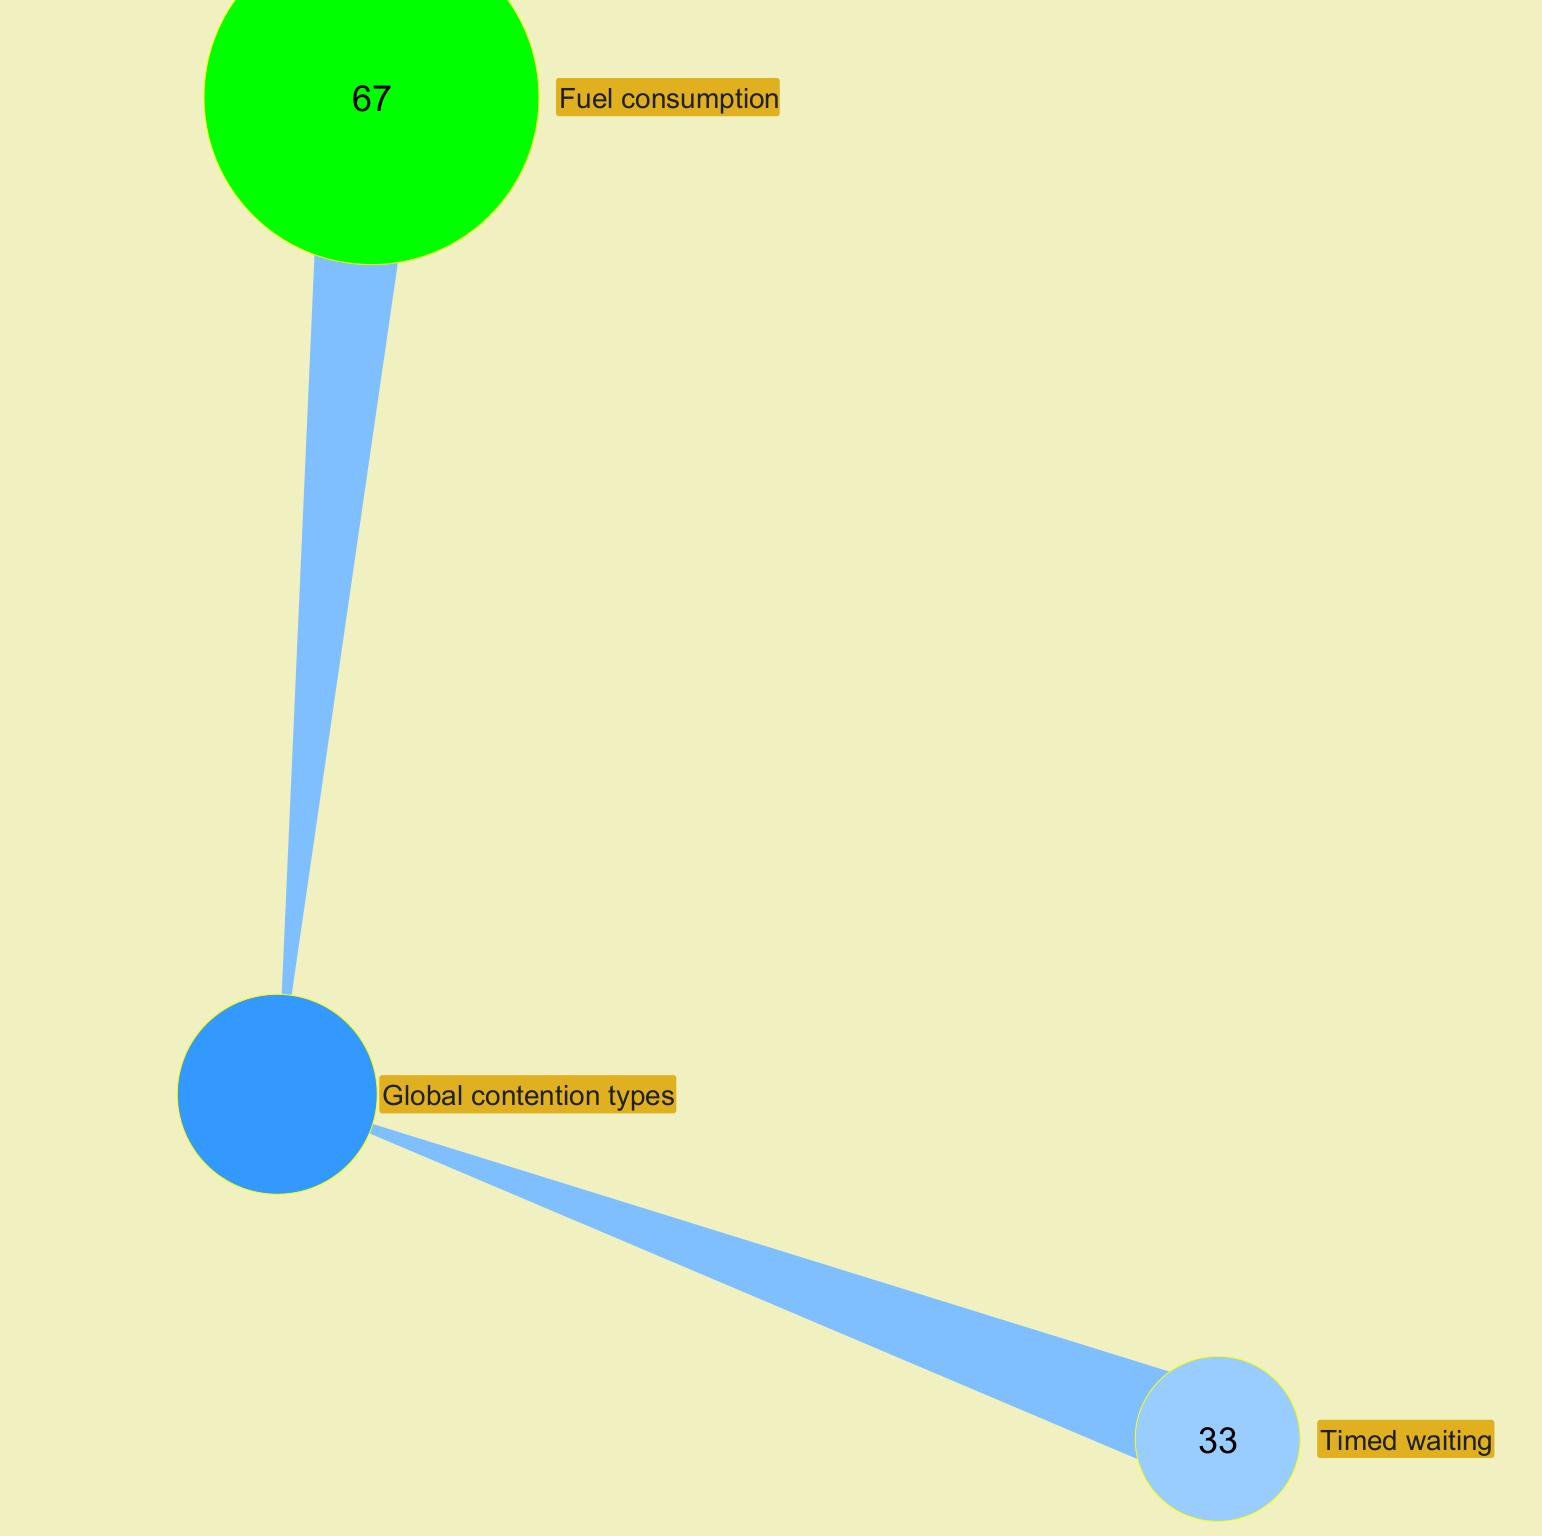 67
Fuel consumption
Global contention types
33
Timed waiting